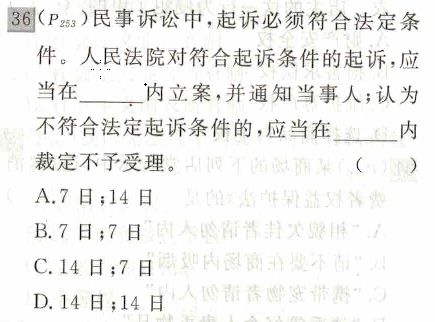 36 (P253)民事诉讼中,起诉必须符合法定条
件。人民法院对符合起诉条件的起诉,应
当在______内立案,并通知当事人;认为
不符合法定起诉条件的,应当在______内
裁定不予受理。 ( )
A.7 日;14 日
B.7 日;7 日
C.14 日;7 日
D.14 日;14 日